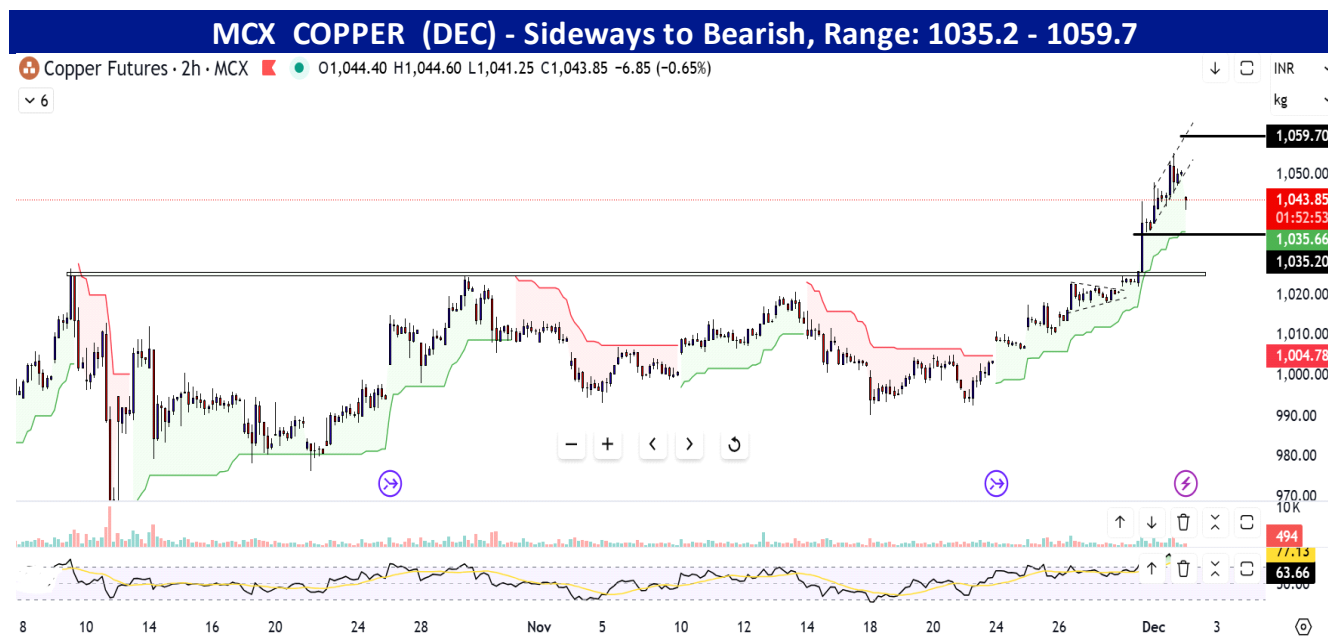 MCX COPPER (DEC) - Sideways to Bearish, Range: 1035.2 - 1059.7
Copper Futures · 2h · MCX O1,044.40 H1,044.60 L1,041.25 C1,043.85 −6.85 (−0.65%)
INR
6
kg
1,059.70
1,050.00
1,043.85
01:52:53
1,035.66
1,035.20
1,020.00
1,010.00
1,004.78
1,000.00
990.00
980.00
970.00
10K
494
77.13
63.66
8 10 14 16 20 24 28 Nov 5 10 12 14 18 20 24 26 Dec 3